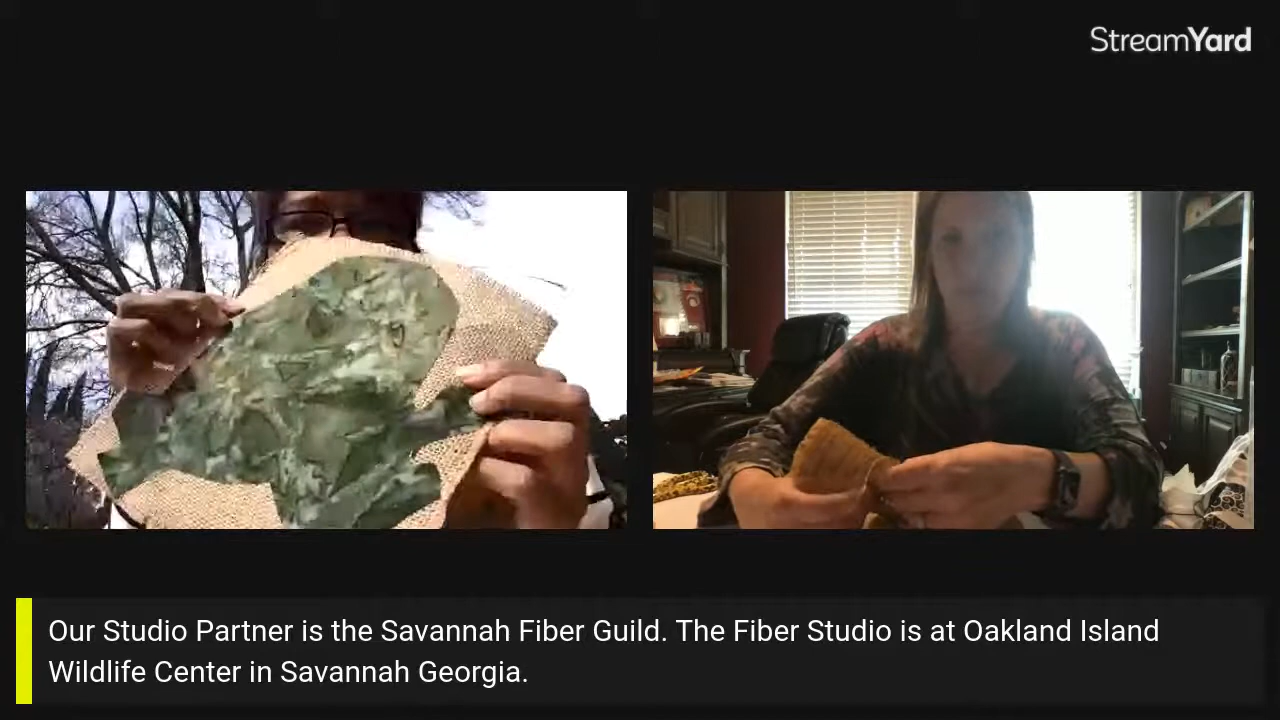 StreamYard
Our Studio Partner is the Savannah Fiber Guild. The Fiber Studio is at Oakland Island
Wildlife Center in Savannah Georgia.